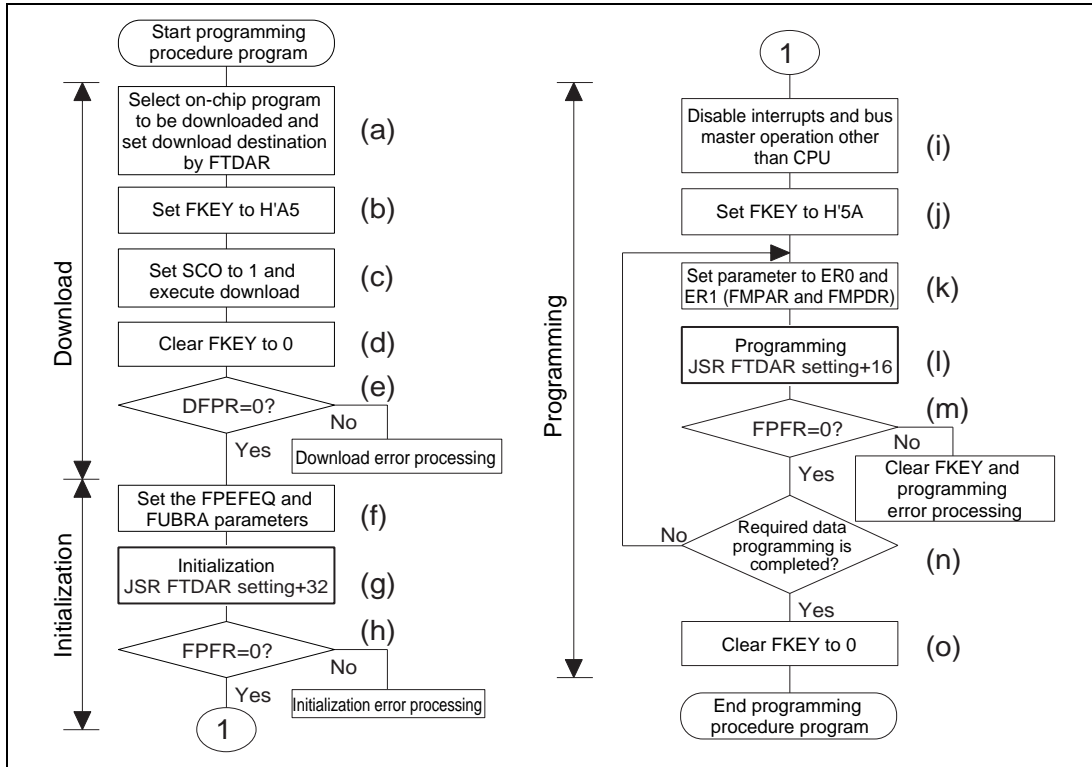 Start programming
procedure program
Download
Select on-chip program
to be downloaded and
set download destination
by FTDAR
(a)
Set FKEY to H'A5
(b)
Set SCO to 1 and
execute download
(c)
Clear FKEY to 0
(d)
(e)
DFPR=0?
No
Yes
Download error processing
Initialization
Set the FPEFEQ and
FUBRA parameters
(f)
Initialization
JSR FTDAR setting+32
(g)
(h)
FPFR=0?
No
Yes
Initialization error processing
1
1
Programming
Disable interrupts and bus
master operation other
than CPU
(i)
Set FKEY to H'5A
(j)
Set parameter to ER0 and
ER1 (FMPAR and FMPDR)
(k)
Programming
JSR FTDAR setting+16
(l)
(m)
FPFR=0?
No
Yes
Clear FKEY and
programming
error processing
No
Required data
programming is
completed?
(n)
Yes
Clear FKEY to 0
(o)
End programming
procedure program